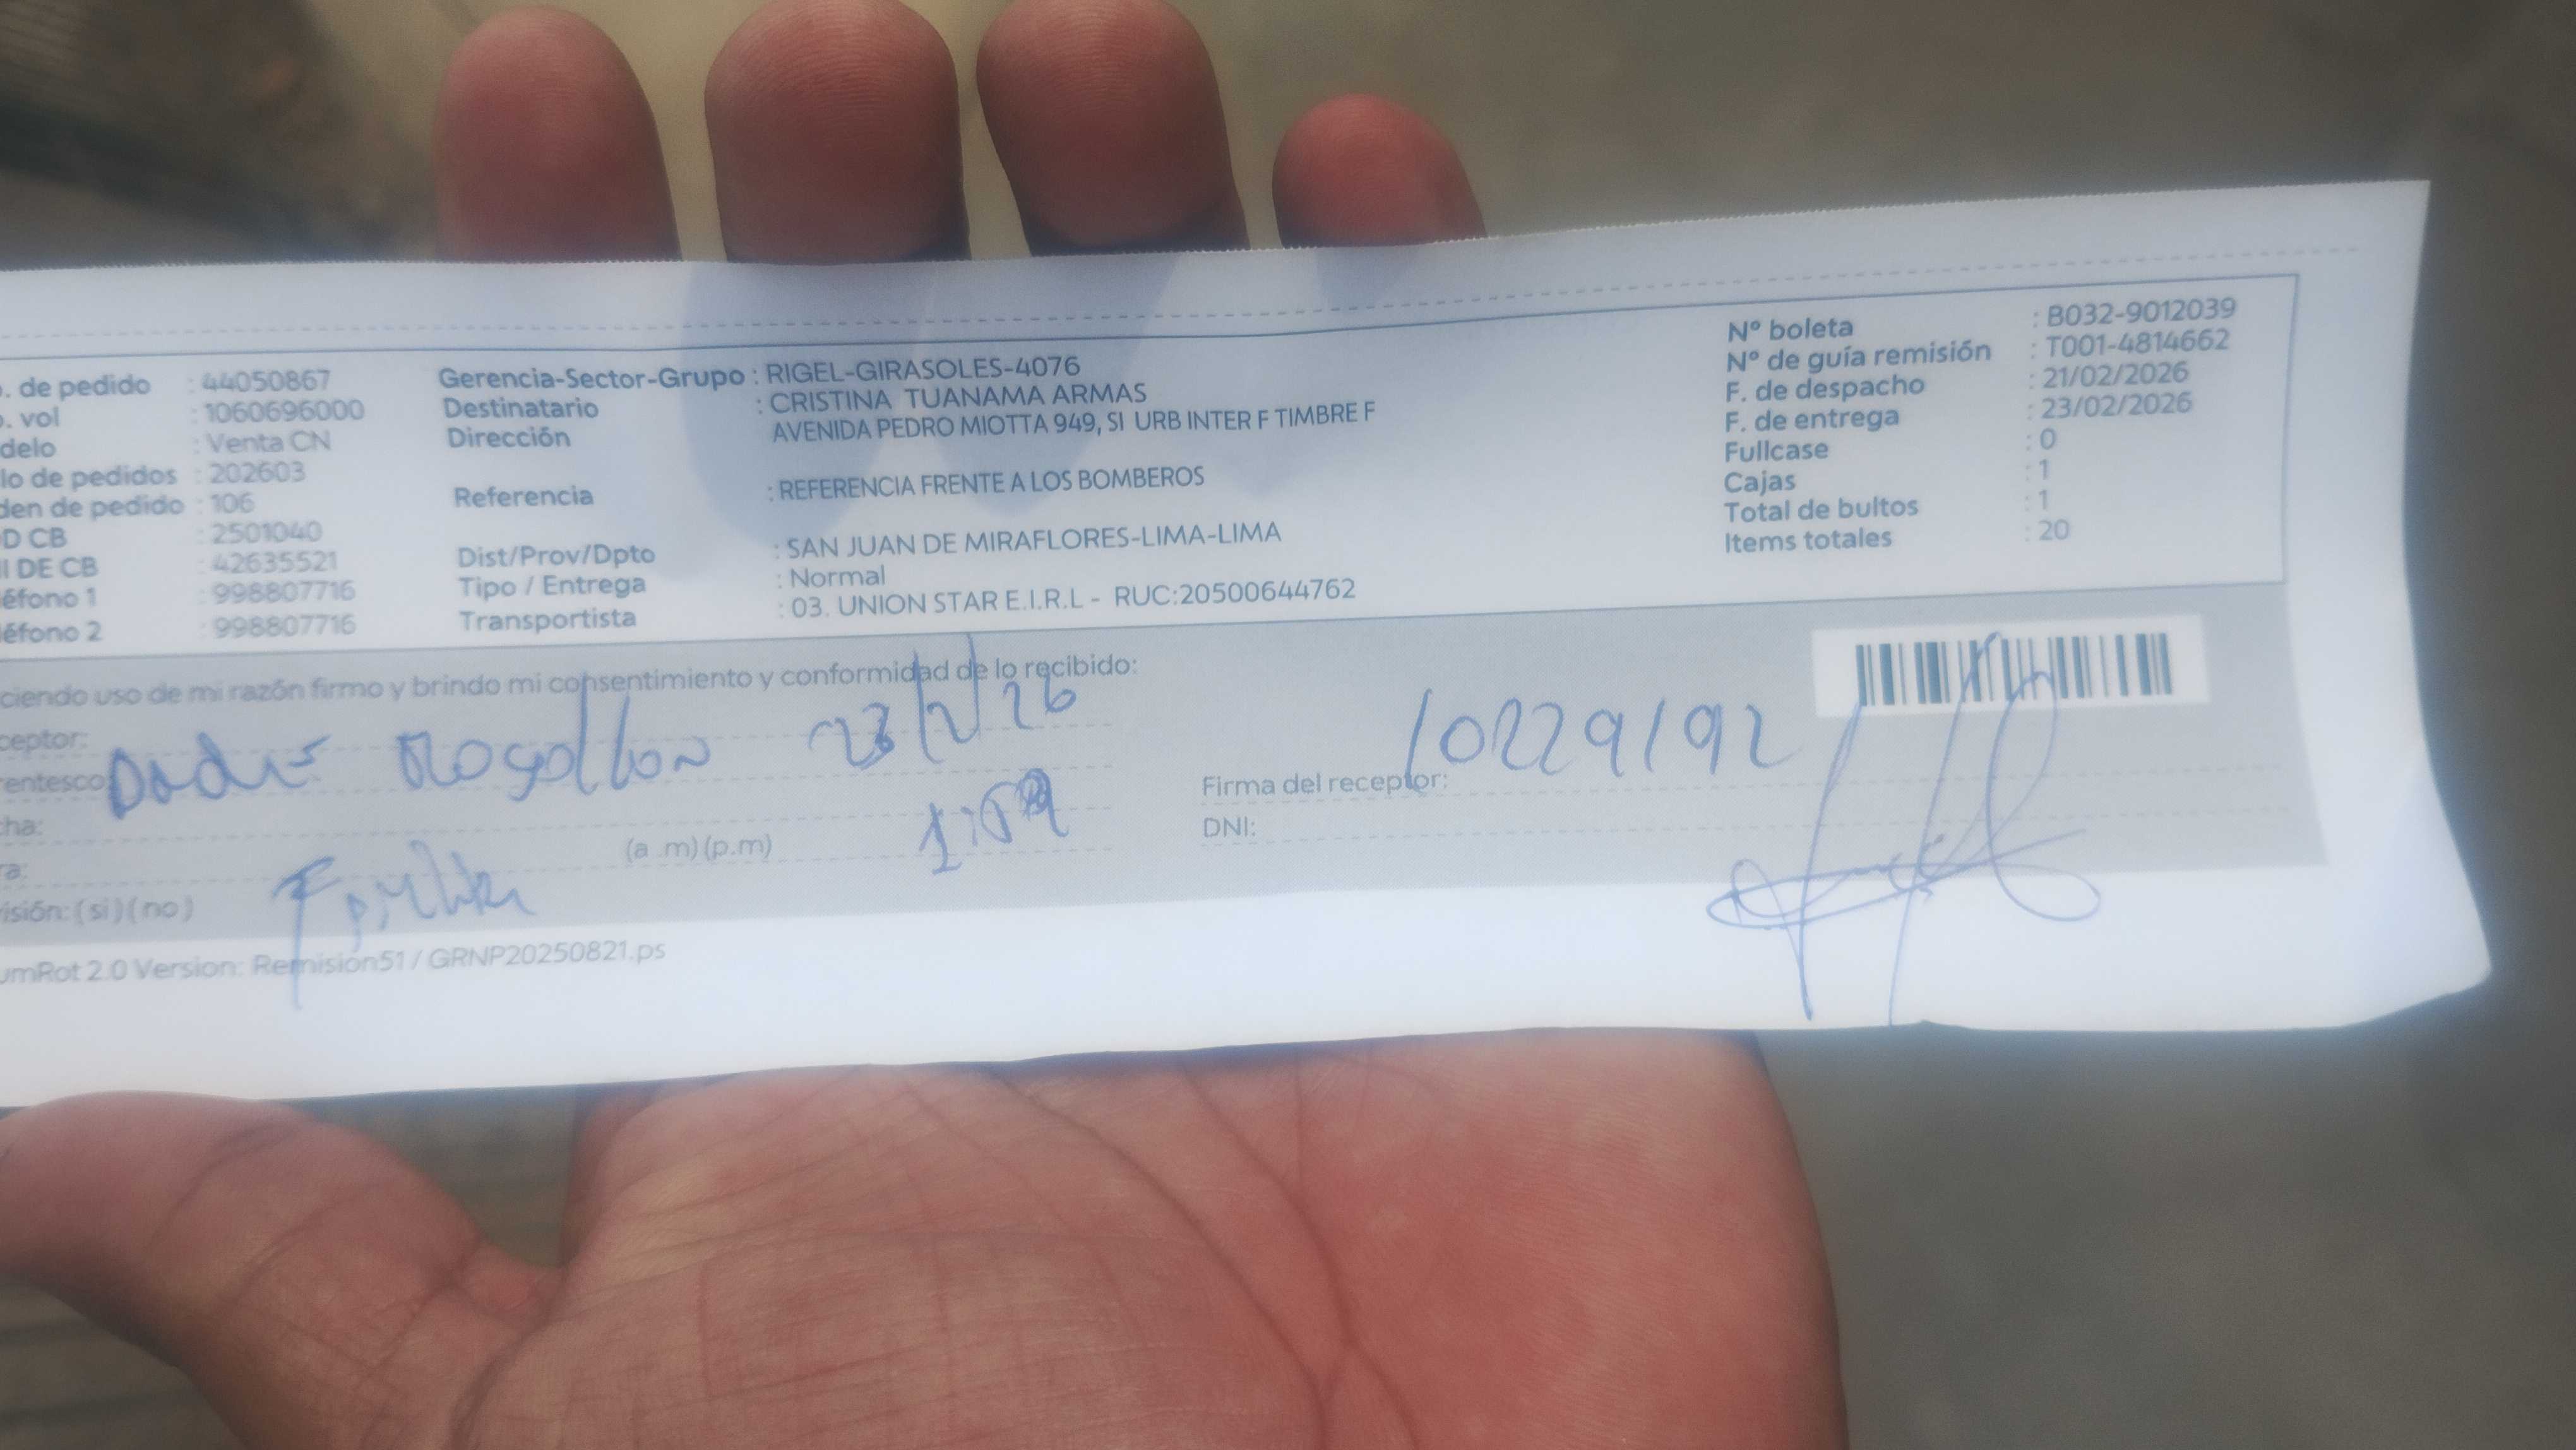 . de pedido : 44050867
. vol : 1060696000
delo : Venta CN
lo de pedidos : 202603
den de pedido : 106
D CB : 2501040
I DE CB : 42635521
éfono 1 : 998807716
éfono 2 : 998807716
Gerencia-Sector-Grupo : RIGEL-GIRASOLES-4076
Destinatario : CRISTINA TUANAMA ARMAS
Dirección AVENIDA PEDRO MIOTTA 949, SI URB INTER F TIMBRE F
Referencia : REFERENCIA FRENTE A LOS BOMBEROS
Dist/Prov/Dpto : SAN JUAN DE MIRAFLORES-LIMA-LIMA
Tipo / Entrega : Normal
Transportista : 03. UNION STAR E.I.R.L - RUC:20500644762
Nº boleta : B032-9012039
Nº de guía remisión : T001-4814662
F. de despacho : 21/02/2026
F. de entrega : 23/02/2026
Fullcase : 0
Cajas : 1
Total de bultos : 1
Items totales : 20
ciendo uso de mi razón firmo y brindo mi consentimiento y conformidad de lo recibido:
ceptor:
Mogollon 23/2/26
entesco
cha:
(a .m) (p.m)
ra:
isión: (si) (no)
10229192
Firma del receptor:
DNI:
umRot 2.0 Version: Remision51 / GRNP20250821.ps